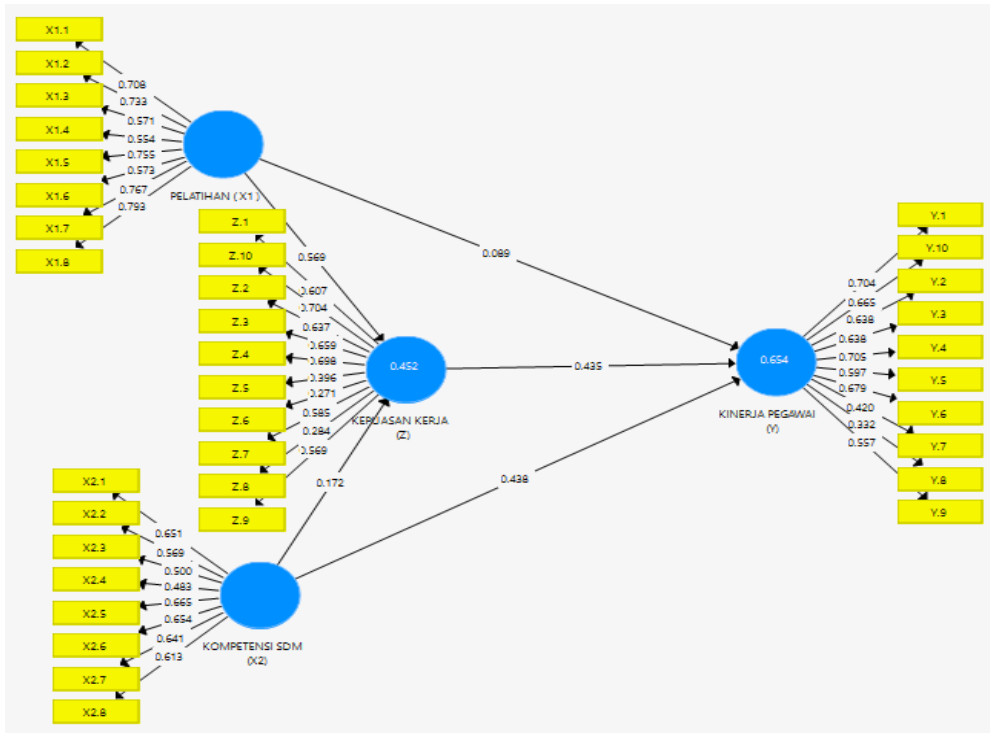 X1.1
X1.2
X1.3
X1.4
X1.5
X1.6
X1.7
X1.8
0.708
0.733
0.571
0.554
0.755
0.573
0.767
0.793
PELATIHAN (X1)
0.569
0.089
Z.1
Z.10
Z.2
Z.3
Z.4
Z.5
Z.6
Z.7
Z.8
Z.9
0.607
0.704
0.637
0.659
0.698
0.396
0.271
0.585
0.284
0.569
0.452
KEPUASAN KERJA
(Z)
0.435
0.172
0.438
X2.1
X2.2
X2.3
X2.4
X2.5
X2.6
X2.7
X2.8
0.651
0.569
0.500
0.483
0.665
0.654
0.641
0.613
KOMPETENSI SDM
(X2)
0.654
KINERJA PEGAWAI
(Y)
0.704
0.665
0.638
0.638
0.705
0.597
0.679
0.420
0.332
0.557
Y.1
Y.10
Y.2
Y.3
Y.4
Y.5
Y.6
Y.7
Y.8
Y.9